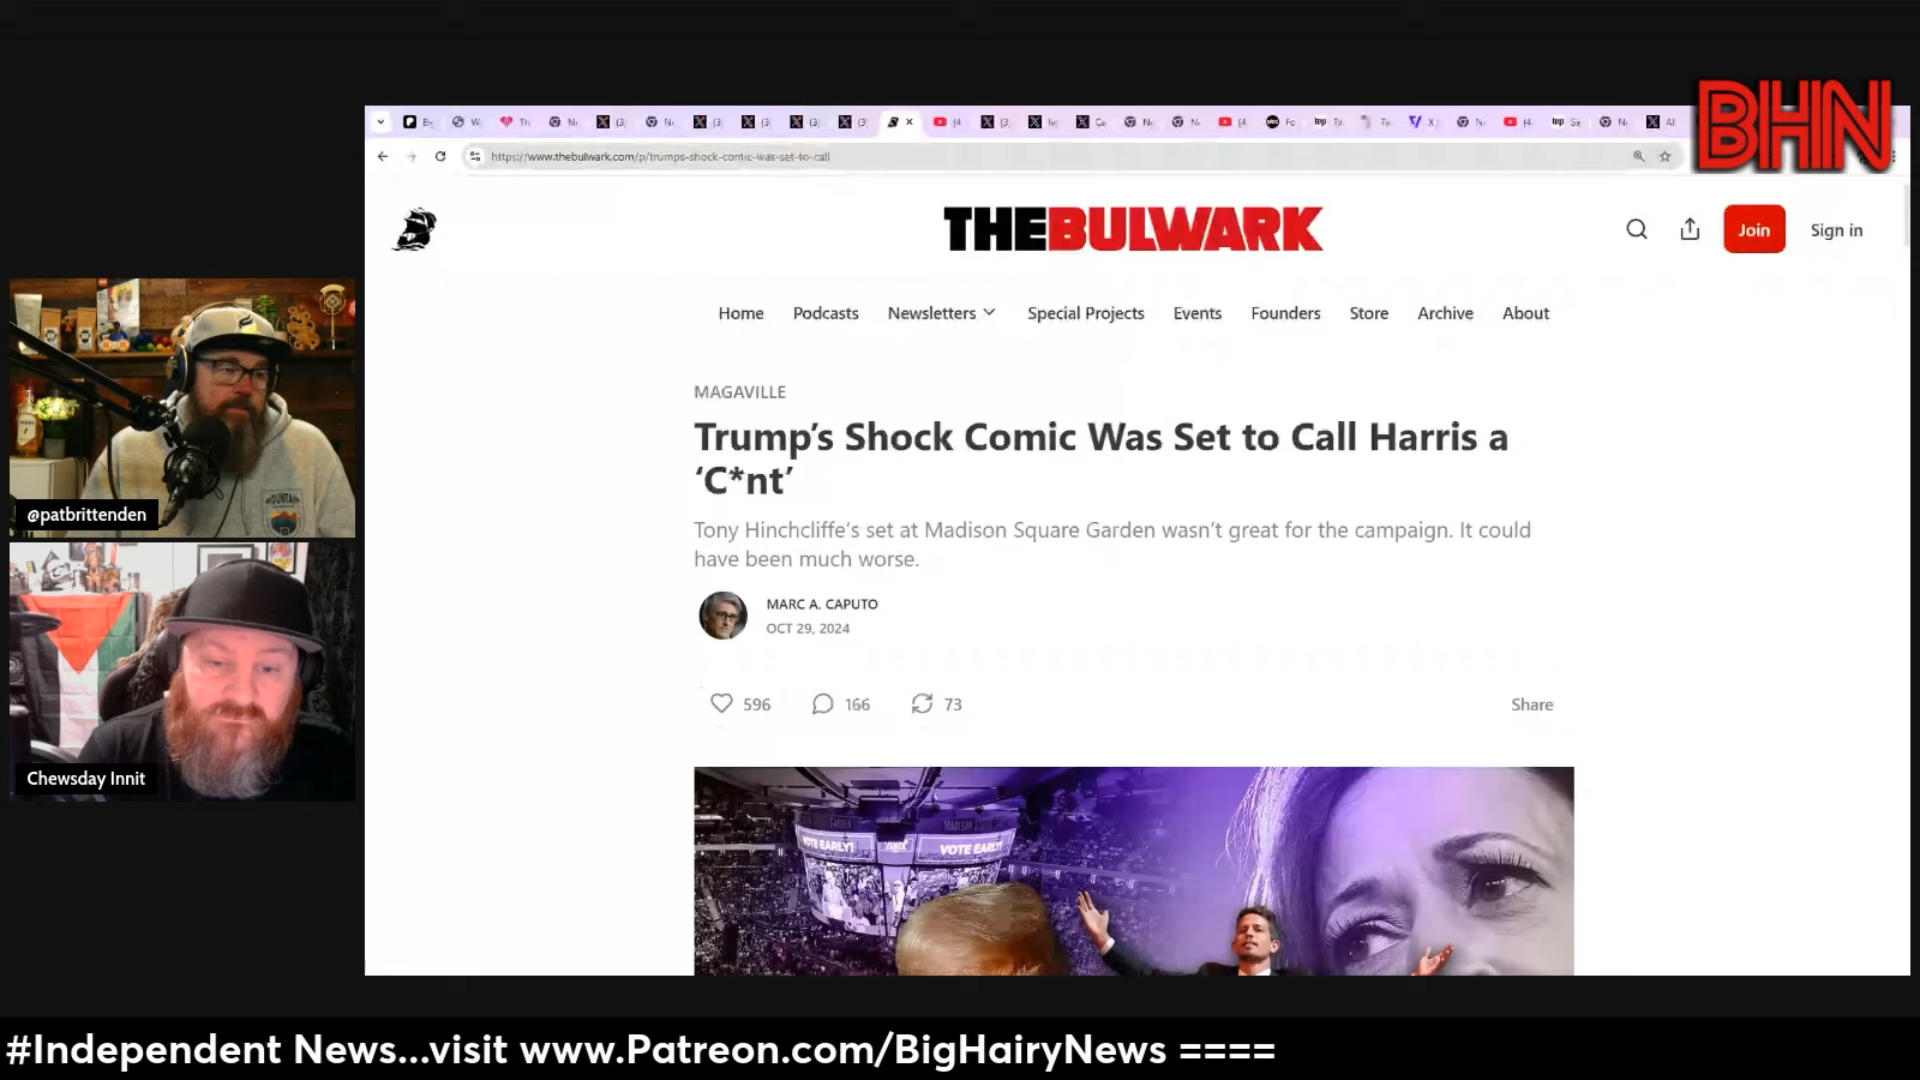 BHN
https://www.thebulwark.com/p/trumps-shock-comic-was-set-to-call
THE BULWARK
Join
Sign in
Home
Podcasts
Newsletters
Special Projects
Events
Founders
Store
Archive
About
MAGAVILLE
Trump's Shock Comic Was Set to Call Harris a
'C*nt'
Tony Hinchcliffe's set at Madison Square Garden wasn't great for the campaign. It could
have been much worse.
MARC A. CAPUTO
OCT 29, 2024
596
166
73
Share
VOTE EARLY!
VOTE EARLY!
MOUNTAIN
@patbrittenden
Chewsday Innit
#Independent News...visit www.Patreon.com/BigHairyNews ====